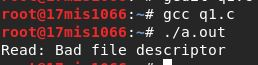 root@17mis1066:~# gcc q1.c
root@17mis1066:~# ./a.out
Read: Bad file descriptor